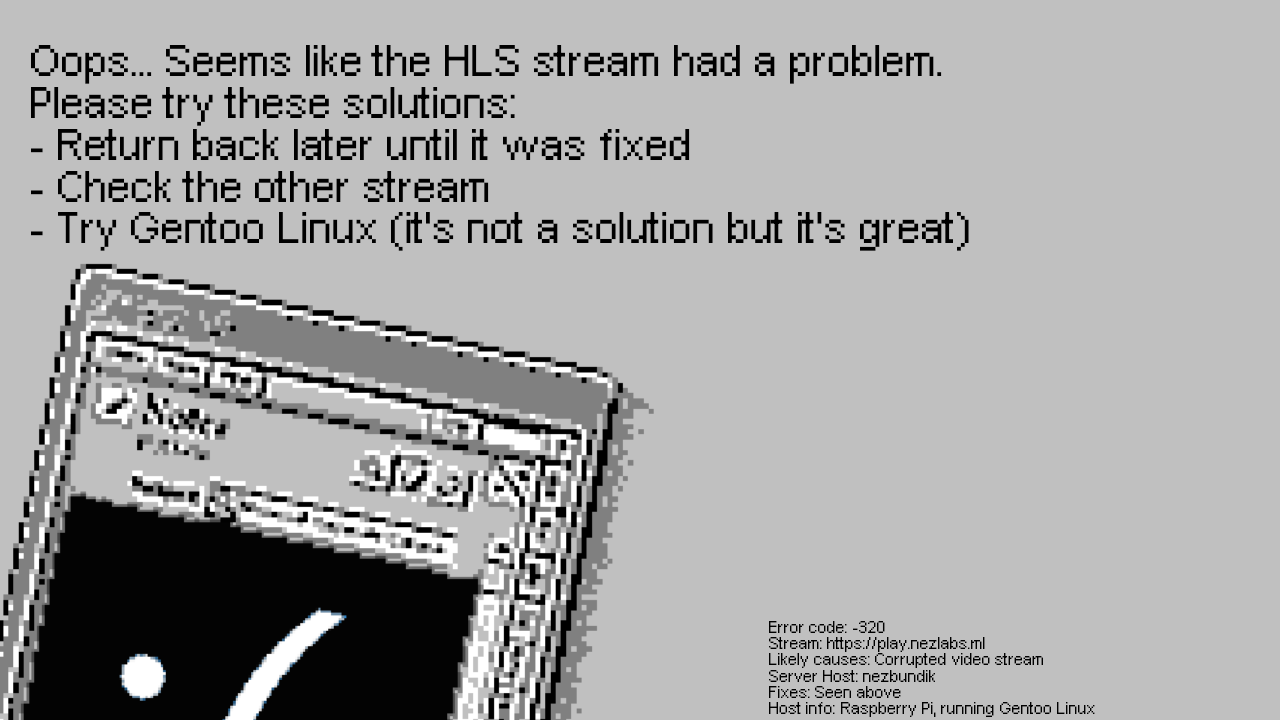 Oops... Seems like the HLS stream had a problem.
Please try these solutions:
- Return back later until it was fixed
- Check the other stream
- Try Gentoo Linux (it's not a solution but it's great)
Error code: -320
Stream: https://play.nezlabs.ml
Likely causes: Corrupted video stream
Server Host: nezbundik
Fixes: Seen above
Host info: Raspberry Pi, running Gentoo Linux